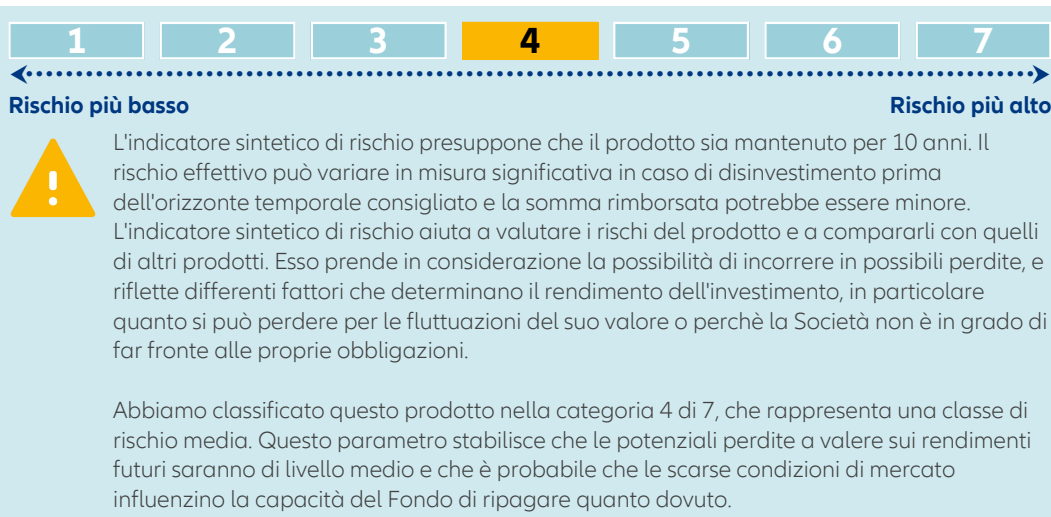 1 2 3 4 5 6 7
Rischio più basso Rischio più alto
L'indicatore sintetico di rischio presuppone che il prodotto sia mantenuto per 10 anni. Il
rischio effettivo può variare in misura significativa in caso di disinvestimento prima
dell'orizzonte temporale consigliato e la somma rimborsata potrebbe essere minore.
L'indicatore sintetico di rischio aiuta a valutare i rischi del prodotto e a compararli con quelli
di altri prodotti. Esso prende in considerazione la possibilità di incorrere in possibili perdite, e
riflette differenti fattori che determinano il rendimento dell'investimento, in particolare
quanto si può perdere per le fluttuazioni del suo valore o perchè la Società non è in grado di
far fronte alle proprie obbligazioni.
Abbiamo classificato questo prodotto nella categoria 4 di 7, che rappresenta una classe di
rischio media. Questo parametro stabilisce che le potenziali perdite a valere sui rendimenti
futuri saranno di livello medio e che è probabile che le scarse condizioni di mercato
influenzino la capacità del Fondo di ripagare quanto dovuto.